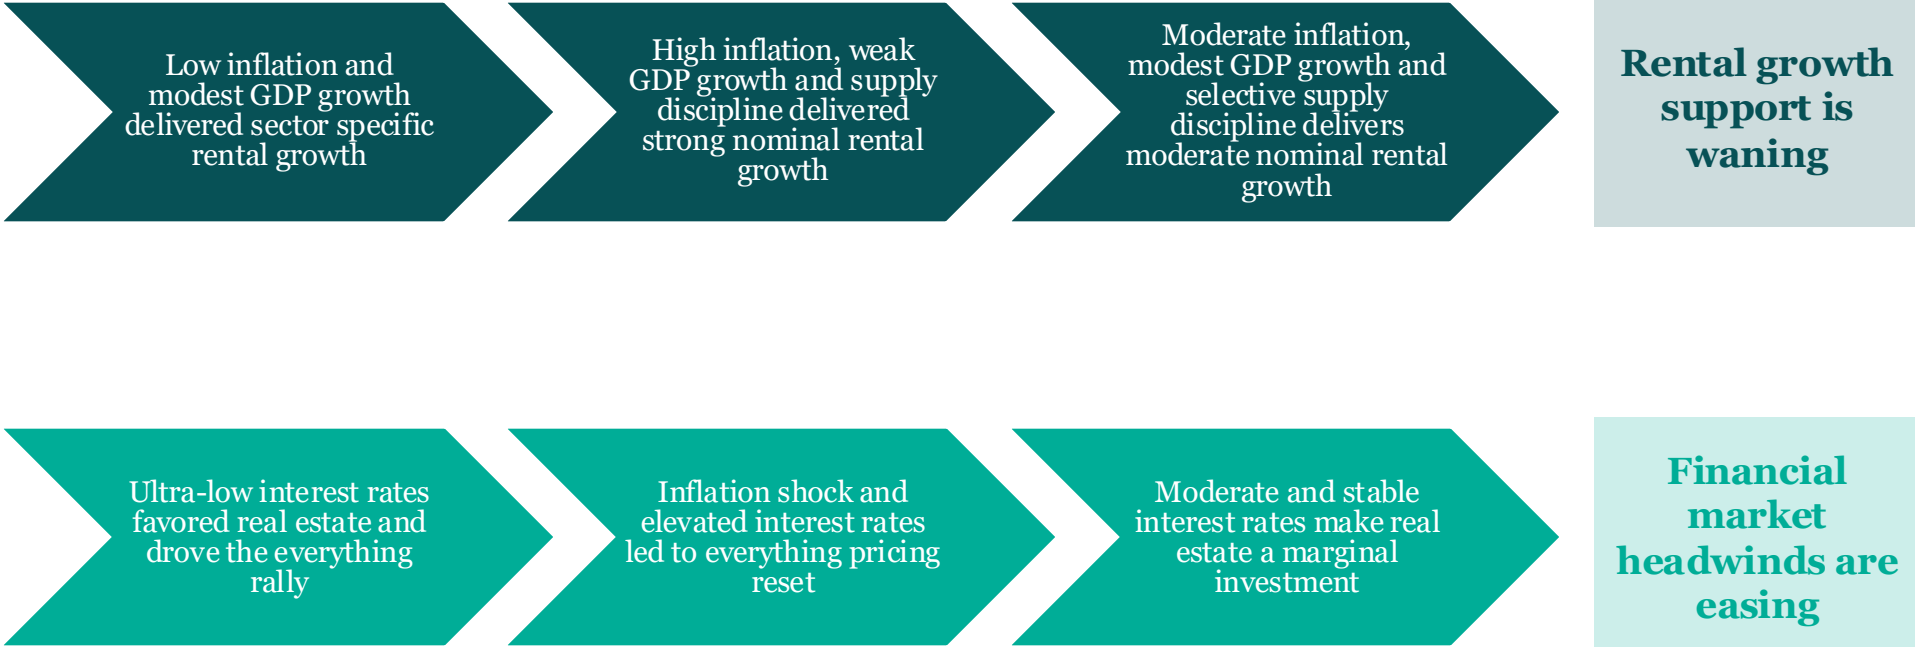 Low inflation and
modest GDP growth
delivered sector specific
rental growth
High inflation, weak
GDP growth and supply
discipline delivered
strong nominal rental
growth
Moderate inflation,
modest GDP growth and
selective supply
discipline delivers
moderate nominal rental
growth
Rental growth
support is
waning
Ultra-low interest rates
favored real estate and
drove the everything
rally
Inflation shock and
elevated interest rates
led to everything pricing
reset
Moderate and stable
interest rates make real
estate a marginal
investment
Financial
market
headwinds are
easing